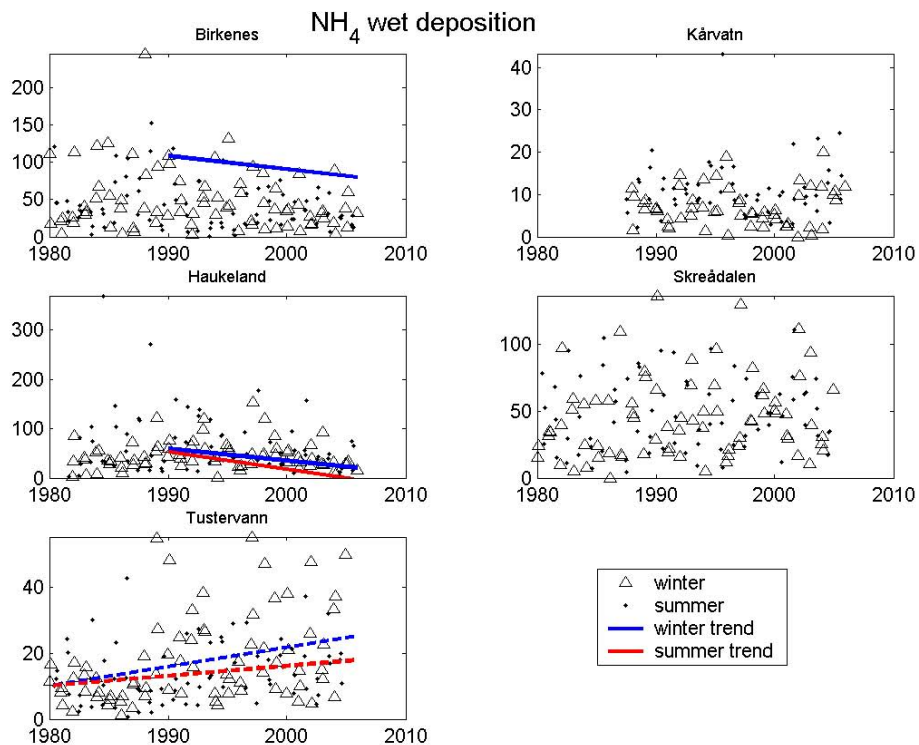 NH4 wet deposition
Birkenes
200
150
100
50
0
1980 1990 2000 2010
Kårvatn
40
30
20
10
0
1980 1990 2000 2010
Haukeland
300
200
100
0
1980 1990 2000 2010
Skreådalen
100
50
0
1980 1990 2000 2010
Tustervann
40
20
0
1980 1990 2000 2010
winter
summer
winter trend
summer trend